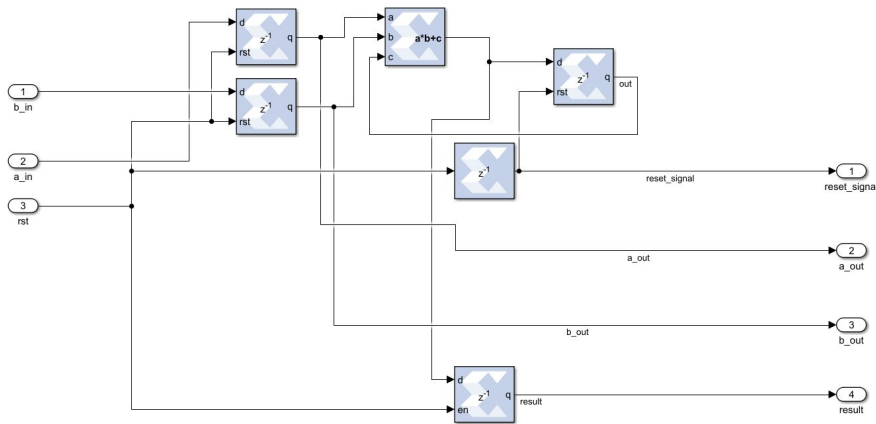 d
z-1
q
rst
a
b
a*b+c
c
d
z-1
q
rst
out
1
b_in
d
z-1
q
rst
2
a_in
z-1
reset_signal
1
reset_signa
3
rst
a_out
2
a_out
b_out
3
b_out
d
z-1
q
en
result
4
result